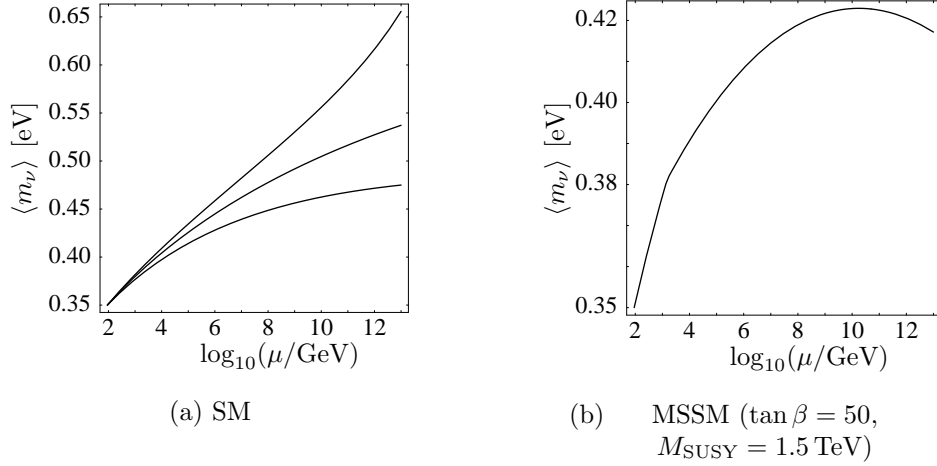 0.65
0.60
0.55
0.50
0.45
0.40
0.35
⟨m_ν⟩ [eV]
2 4 6 8 10 12
log₁₀(μ/GeV)
(a) SM
0.42
0.40
0.38
0.35
⟨m_ν⟩ [eV]
2 4 6 8 10 12
log₁₀(μ/GeV)
(b) MSSM (tan β = 50,
M_SUSY = 1.5 TeV)